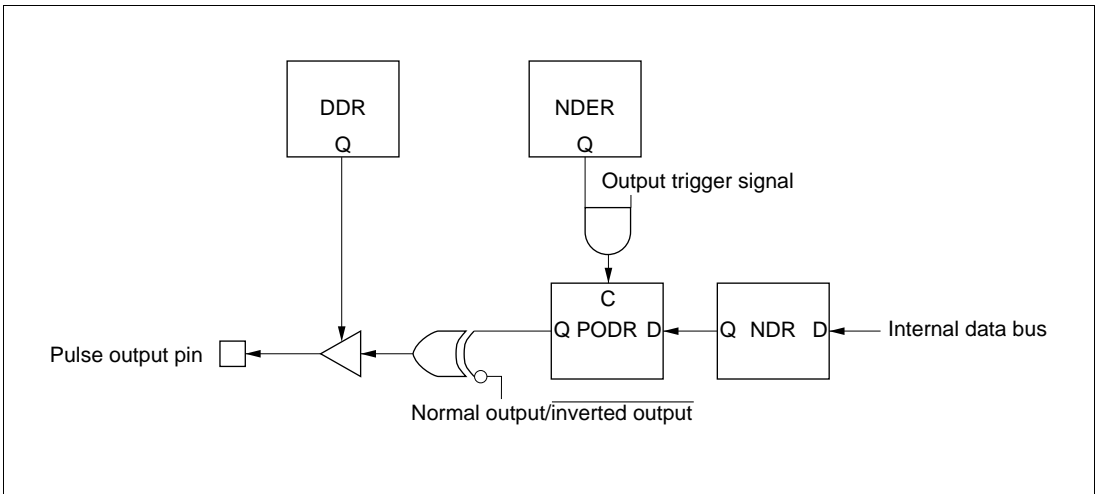 DDR
Q
NDER
Q
Output trigger signal
C
Q PODR D
Q NDR D
Internal data bus
Pulse output pin
Normal output/inverted output